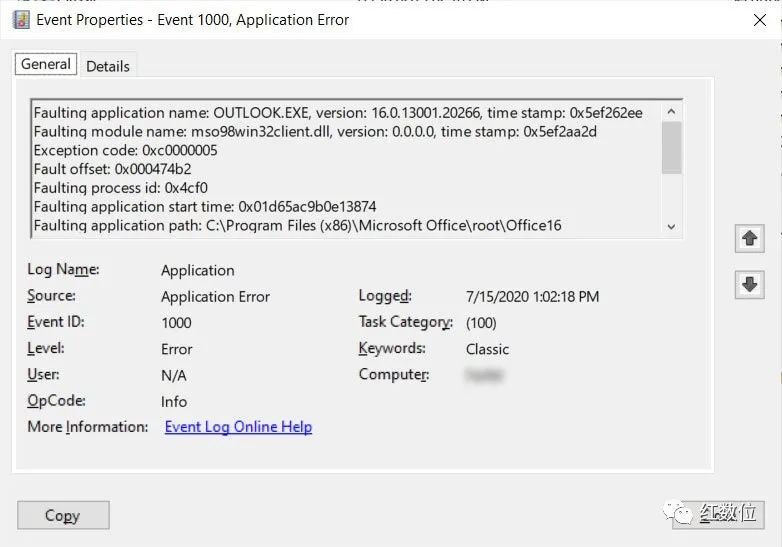 Event Properties - Event 1000, Application Error
General
Details
Faulting application name: OUTLOOK.EXE, version: 16.0.13001.20266, time stamp: 0x5ef262ee
Faulting module name: mso98win32client.dll, version: 0.0.0.0, time stamp: 0x5ef2aa2d
Exception code: 0xc0000005
Fault offset: 0x000474b2
Faulting process id: 0x4cf0
Faulting application start time: 0x01d65ac9b0e13874
Faulting application path: C:\Program Files (x86)\Microsoft Office\root\Office16
Log Name: Application
Source: Application Error Logged: 7/15/2020 1:02:18 PM
Event ID: 1000 Task Category: (100)
Level: Error Keywords: Classic
User: N/A Computer:
OpCode: Info
More Information: Event Log Online Help
Copy
红数位